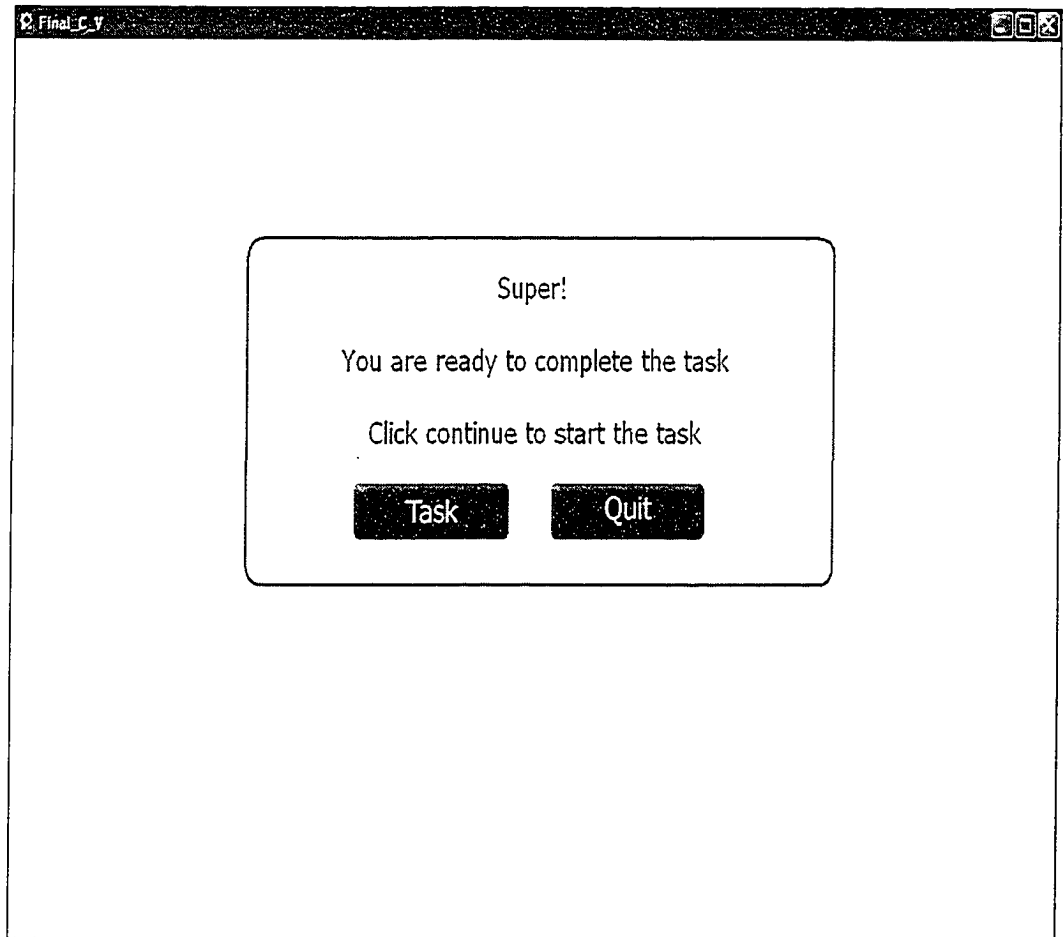 Final_C_V
Super!
You are ready to complete the task
Click continue to start the task
Task Quit